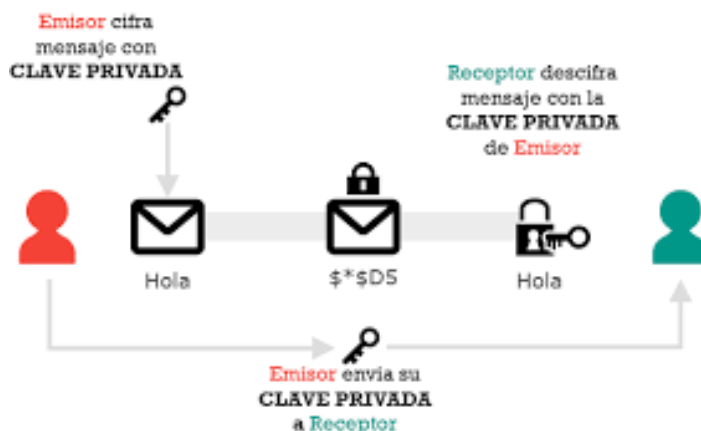 Emisor cifra
mensaje con
CLAVE PRIVADA
Receptor descifra
mensaje con la
CLAVE PRIVADA
de Emisor
Hola
$*$DS
Hola
Emisor envia su
CLAVE PRIVADA
a Receptor